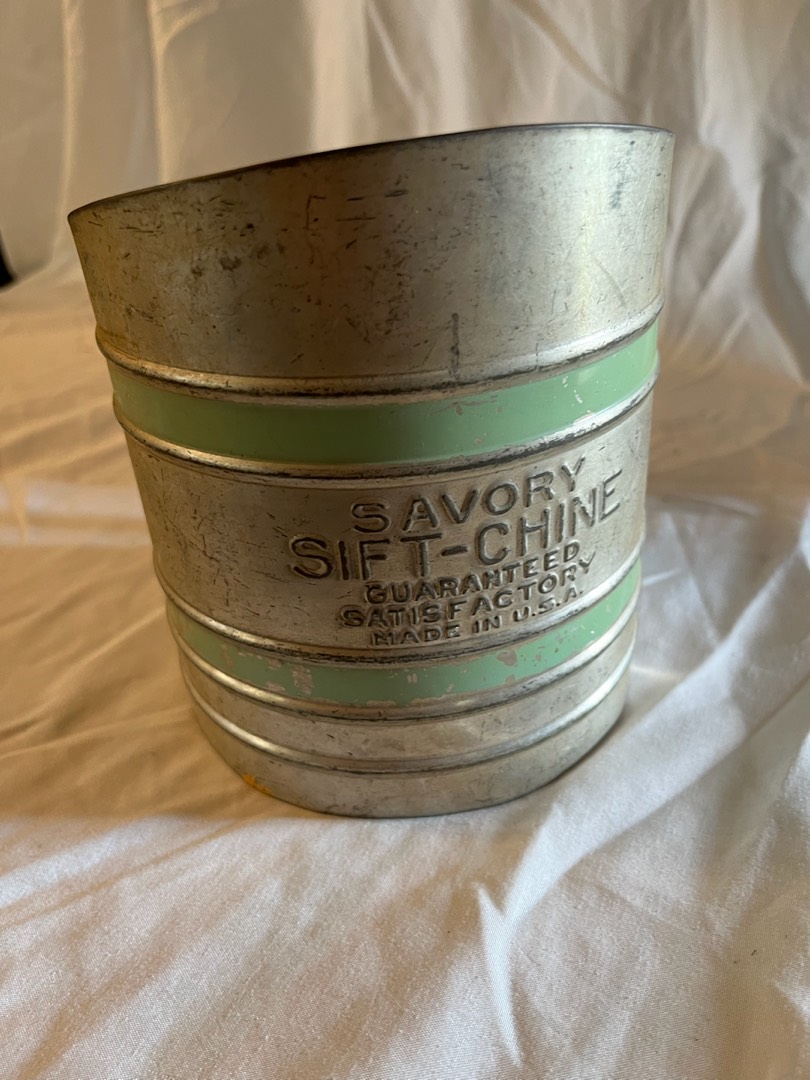 SAVORY
SIFT-CHINE
GUARANTEED
SATISFACTORY
MADE IN U.S.A.